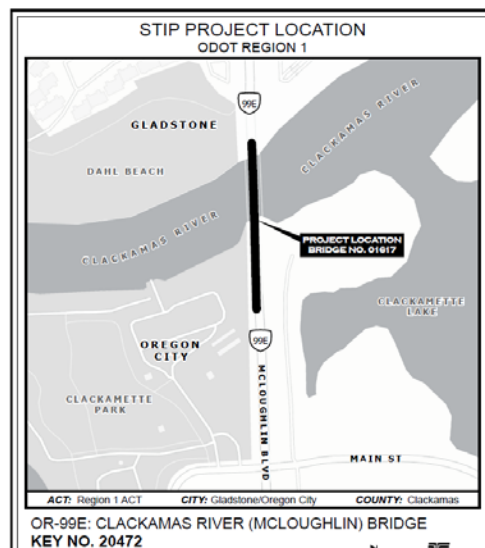 STIP PROJECT LOCATION
ODOT REGION 1
99E
GLADSTONE
CLACKAMAS RIVER
DAHL BEACH
CLACKAMAS RIVER
PROJECT LOCATION
BRIDGE NO. 01617
CLACKAMETTE
LAKE
99E
OREGON
CITY
CLACKAMETTE
PARK
MCLOUGHLIN BLVD
MAIN ST
ACT: Region 1 ACT CITY: Gladstone/Oregon City COUNTY: Clackamas
OR-99E: CLACKAMAS RIVER (MCLOUGHLIN) BRIDGE
KEY NO. 20472